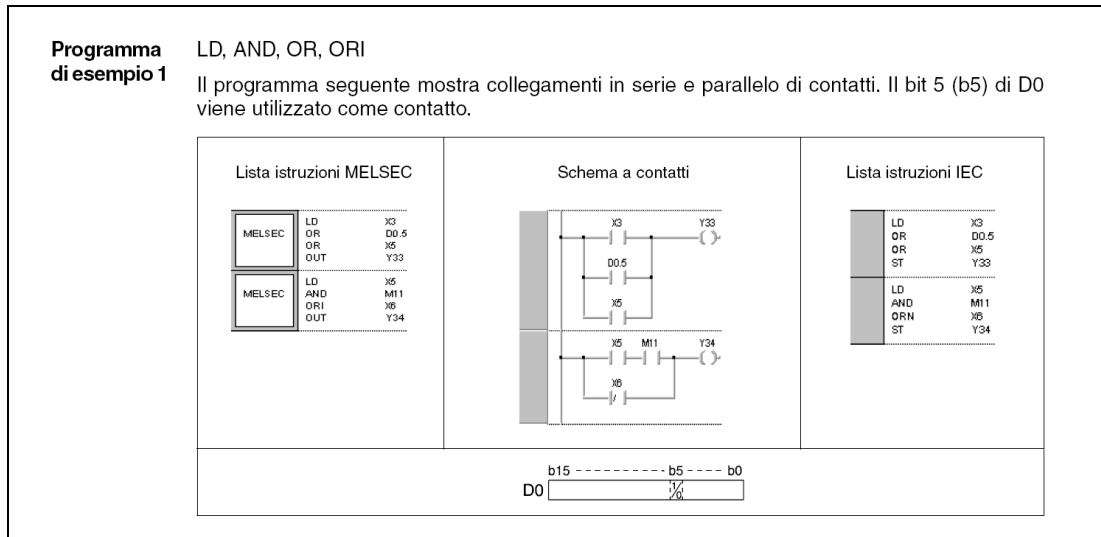 Programma
di esempio 1
LD, AND, OR, ORI
Il programma seguente mostra collegamenti in serie e parallelo di contatti. Il bit 5 (b5) di D0
viene utilizzato come contatto.
Lista istruzioni MELSEC
MELSEC
LD X3
OR D0.5
OR X5
OUT Y33
MELSEC
LD X5
AND M11
ORI X6
OUT Y34
Schema a contatti
X3 Y33
D0.5
X5
X5 M11 Y34
X6
Lista istruzioni IEC
LD X3
OR D0.5
OR X5
ST Y33
LD X5
AND M11
ORN X6
ST Y34
b15 - - - - - - - - - - - b5 - - - - b0
D0 1/0